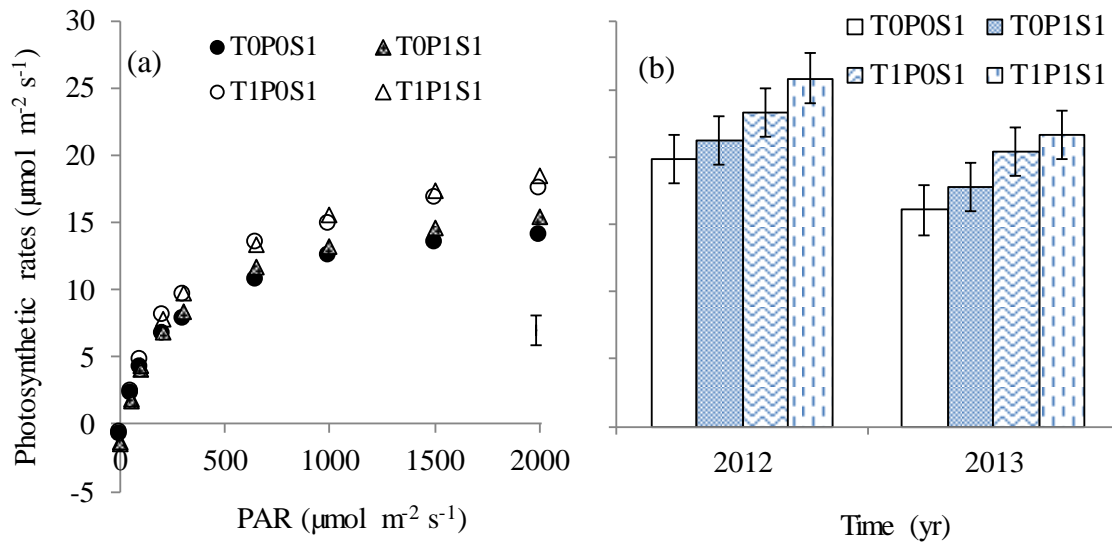 Photosynthetic rates (µmol m-2 s-1)
30
25
20
15
10
5
0
-5
(a)
T0P0S1
T0P1S1
T1P0S1
T1P1S1
0
500
1000
1500
2000
PAR (µmol m-2 s-1)
(b)
T0P0S1
T0P1S1
T1P0S1
T1P1S1
2012
2013
Time (yr)